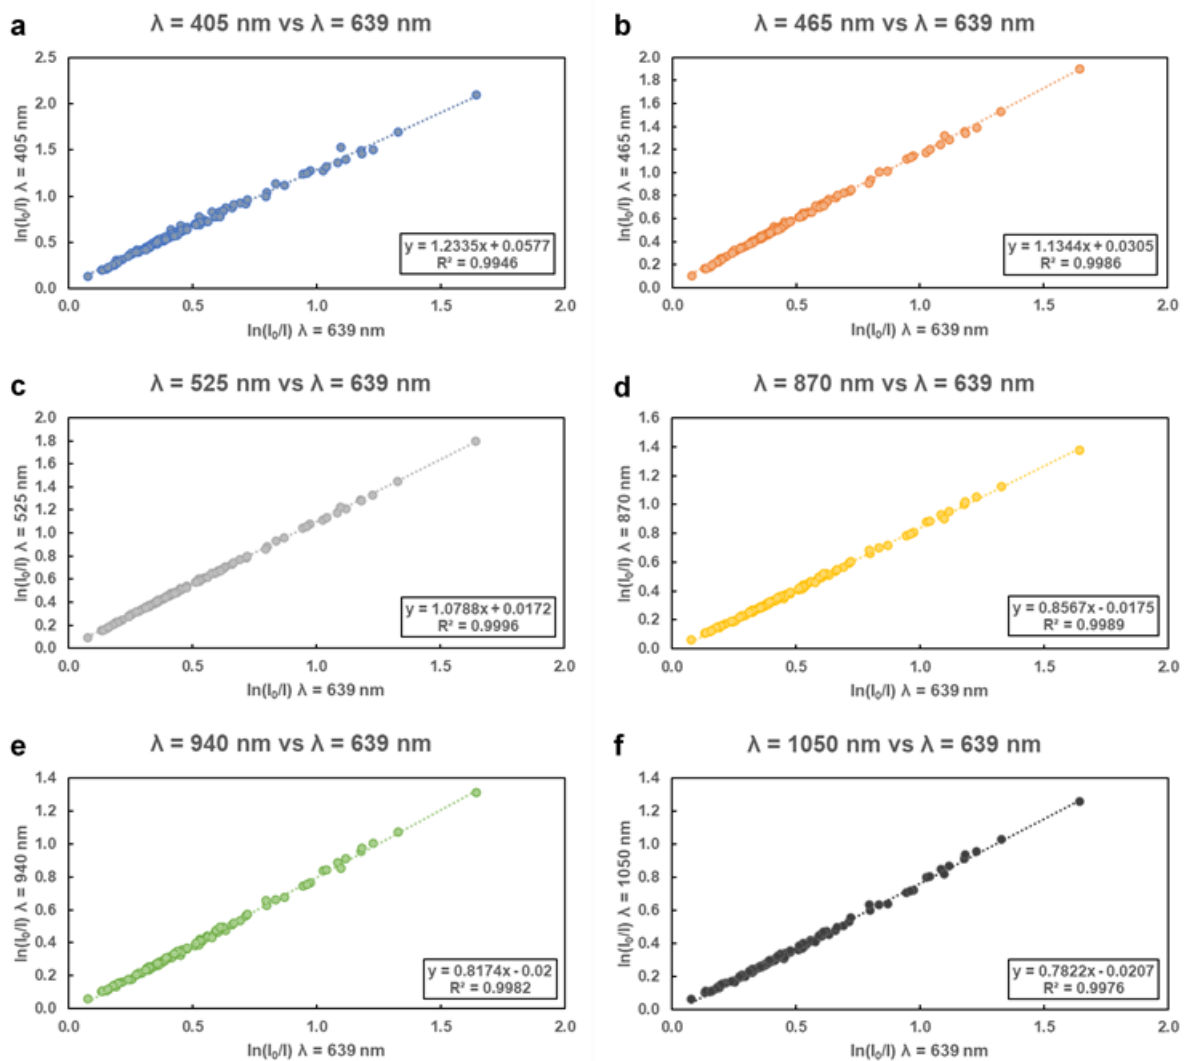 a
λ = 405 nm vs λ = 639 nm
ln(I₀/I) λ = 405 nm
2.5
2.0
1.5
1.0
0.5
0.0
y = 1.2335x + 0.0577
R² = 0.9946
0.0 0.5 1.0 1.5 2.0
ln(I₀/I) λ = 639 nm
b
λ = 465 nm vs λ = 639 nm
ln(I₀/I) λ = 465 nm
2.0
1.8
1.6
1.4
1.2
1.0
0.8
0.6
0.4
0.2
0.0
y = 1.1344x + 0.0305
R² = 0.9986
0.0 0.5 1.0 1.5 2.0
ln(I₀/I) λ = 639 nm
c
λ = 525 nm vs λ = 639 nm
ln(I₀/I) λ = 525 nm
2.0
1.8
1.6
1.4
1.2
1.0
0.8
0.6
0.4
0.2
0.0
y = 1.0788x + 0.0172
R² = 0.9996
0.0 0.5 1.0 1.5 2.0
ln(I₀/I) λ = 639 nm
d
λ = 870 nm vs λ = 639 nm
ln(I₀/I) λ = 870 nm
1.6
1.4
1.2
1.0
0.8
0.6
0.4
0.2
0.0
y = 0.8567x - 0.0175
R² = 0.9989
0.0 0.5 1.0 1.5 2.0
ln(I₀/I) λ = 639 nm
e
λ = 940 nm vs λ = 639 nm
ln(I₀/I) λ = 940 nm
1.4
1.2
1.0
0.8
0.6
0.4
0.2
0.0
y = 0.8174x - 0.02
R² = 0.9982
0.0 0.5 1.0 1.5 2.0
ln(I₀/I) λ = 639 nm
f
λ = 1050 nm vs λ = 639 nm
ln(I₀/I) λ = 1050 nm
1.4
1.2
1.0
0.8
0.6
0.4
0.2
0.0
y = 0.7822x - 0.0207
R² = 0.9976
0.0 0.5 1.0 1.5 2.0
ln(I₀/I) λ = 639 nm